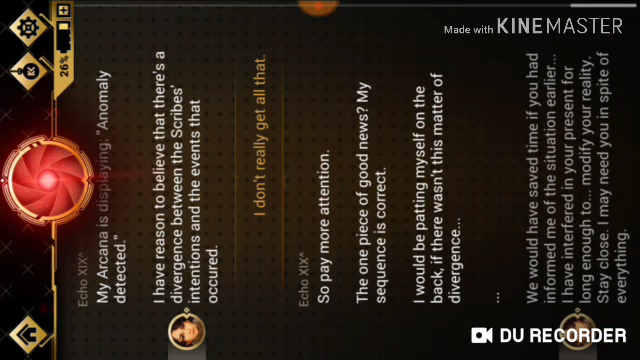 Made with KINEMASTER
26%
Echo XIX^
My Arcana is displaying: "Anomaly
detected."
I have reason to believe that there's a
divergence between the Scribes'
intentions and the events that
occured.
I don't really get all that.
Echo XIX^
So pay more attention.
The one piece of good news? My
sequence is correct.
I would be patting myself on the
back, if there wasn't this matter of
divergence...
...
We would have saved time if you had
informed me of the situation earlier...
I have interfered in your present for
long enough to... modify your reality.
Stay close. I may need you in spite of
everything.
DU RECORDER